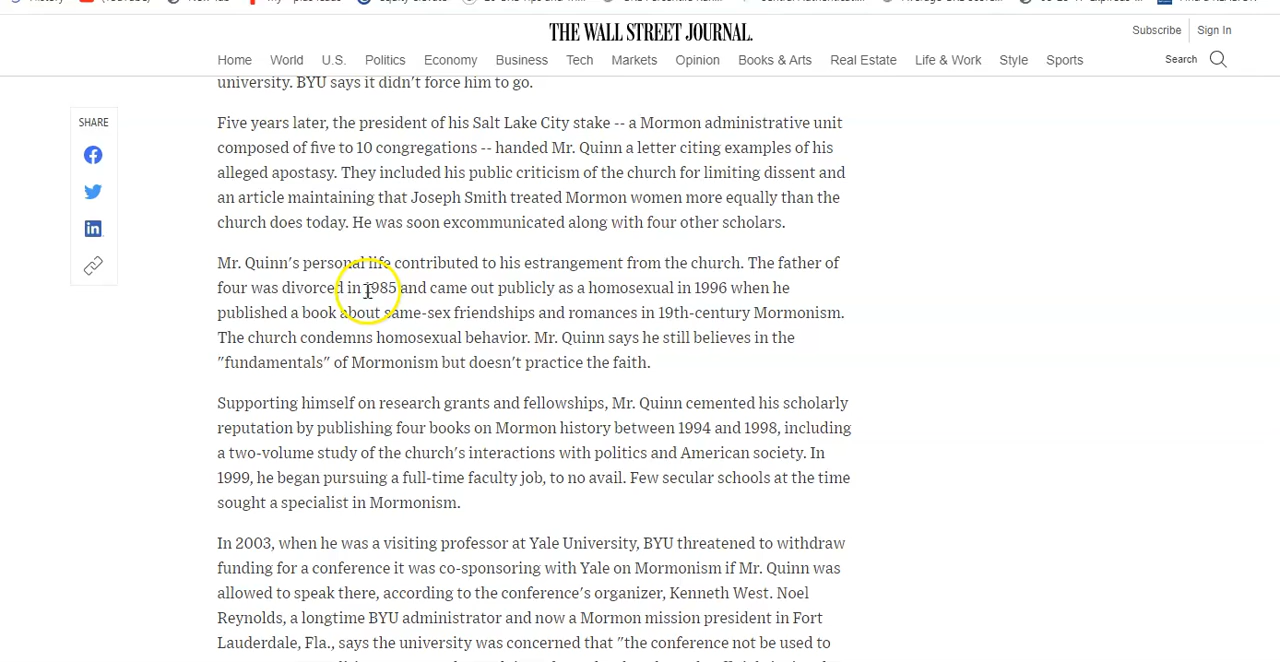 THE WALL STREET JOURNAL.
Subscribe Sign In
Home World U.S. Politics Economy Business Tech Markets Opinion Books & Arts Real Estate Life & Work Style Sports Search
university. BYU says it didn't force him to go.
SHARE
Five years later, the president of his Salt Lake City stake -- a Mormon administrative unit
composed of five to 10 congregations -- handed Mr. Quinn a letter citing examples of his
alleged apostasy. They included his public criticism of the church for limiting dissent and
an article maintaining that Joseph Smith treated Mormon women more equally than the
church does today. He was soon excommunicated along with four other scholars.
Mr. Quinn's personal life contributed to his estrangement from the church. The father of
four was divorced in 1985 and came out publicly as a homosexual in 1996 when he
published a book about same-sex friendships and romances in 19th-century Mormonism.
The church condemns homosexual behavior. Mr. Quinn says he still believes in the
"fundamentals" of Mormonism but doesn't practice the faith.
Supporting himself on research grants and fellowships, Mr. Quinn cemented his scholarly
reputation by publishing four books on Mormon history between 1994 and 1998, including
a two-volume study of the church's interactions with politics and American society. In
1999, he began pursuing a full-time faculty job, to no avail. Few secular schools at the time
sought a specialist in Mormonism.
In 2003, when he was a visiting professor at Yale University, BYU threatened to withdraw
funding for a conference it was co-sponsoring with Yale on Mormonism if Mr. Quinn was
allowed to speak there, according to the conference's organizer, Kenneth West. Noel
Reynolds, a longtime BYU administrator and now a Mormon mission president in Fort
Lauderdale, Fla., says the university was concerned that "the conference not be used to